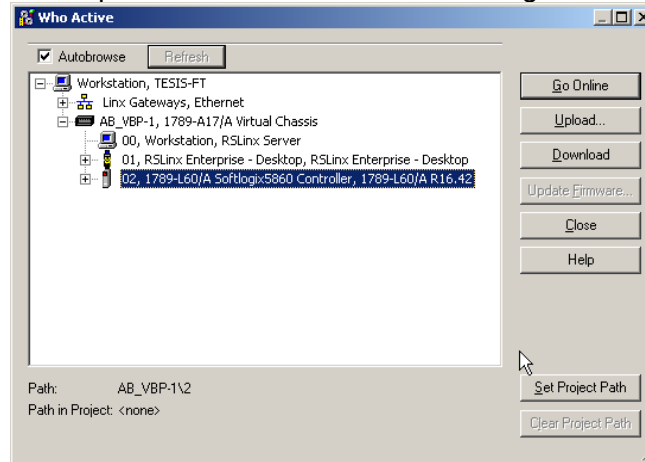 Who Active
Autobrowse
Refresh
Workstation, TESIS-FT
Linx Gateways, Ethernet
AB_VBP-1, 1789-A17/A Virtual Chassis
00, Workstation, RSLinx Server
01, RSLinx Enterprise - Desktop, RSLinx Enterprise - Desktop
02, 1789-L60/A Softlogix5860 Controller, 1789-L60/A R16.42
Go Online
Upload...
Download
Update Firmware...
Close
Help
Path: AB_VBP-1\2
Path in Project: <none>
Set Project Path
Clear Project Path